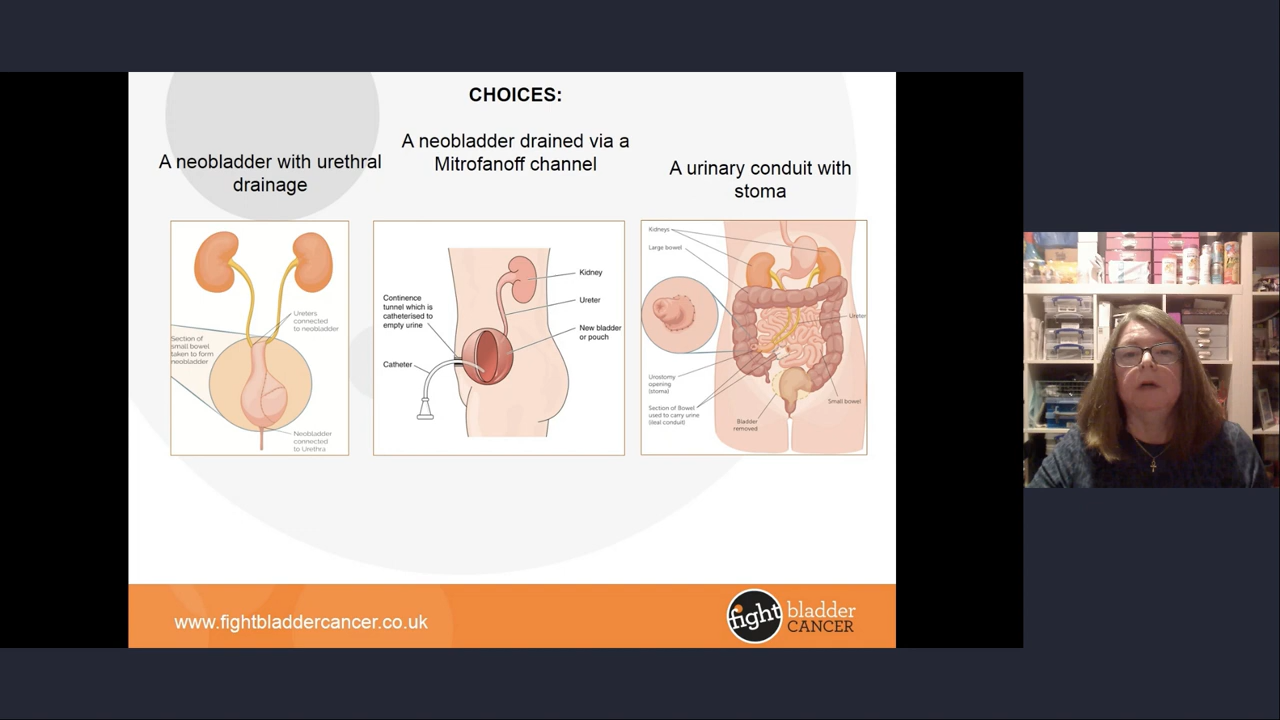 CHOICES:
A neobladder with urethral
drainage
A neobladder drained via a
Mitrofanoff channel
A urinary conduit with
stoma
Ureters
connected
to neobladder
Section of
small bowel
taken to form
neobladder
Neobladder
connected
to Urethra
Kidney
Continence
tunnel which is
catheterised to
empty urine
Ureter
New bladder
or pouch
Catheter
Kidneys
Large bowel
Ureter
Urostomy
opening
(stoma)
Section of Bowel
used to carry urine
(ileal conduit)
Bladder
removed
Small bowel
www.fightbladdercancer.co.uk
fight bladder
CANCER